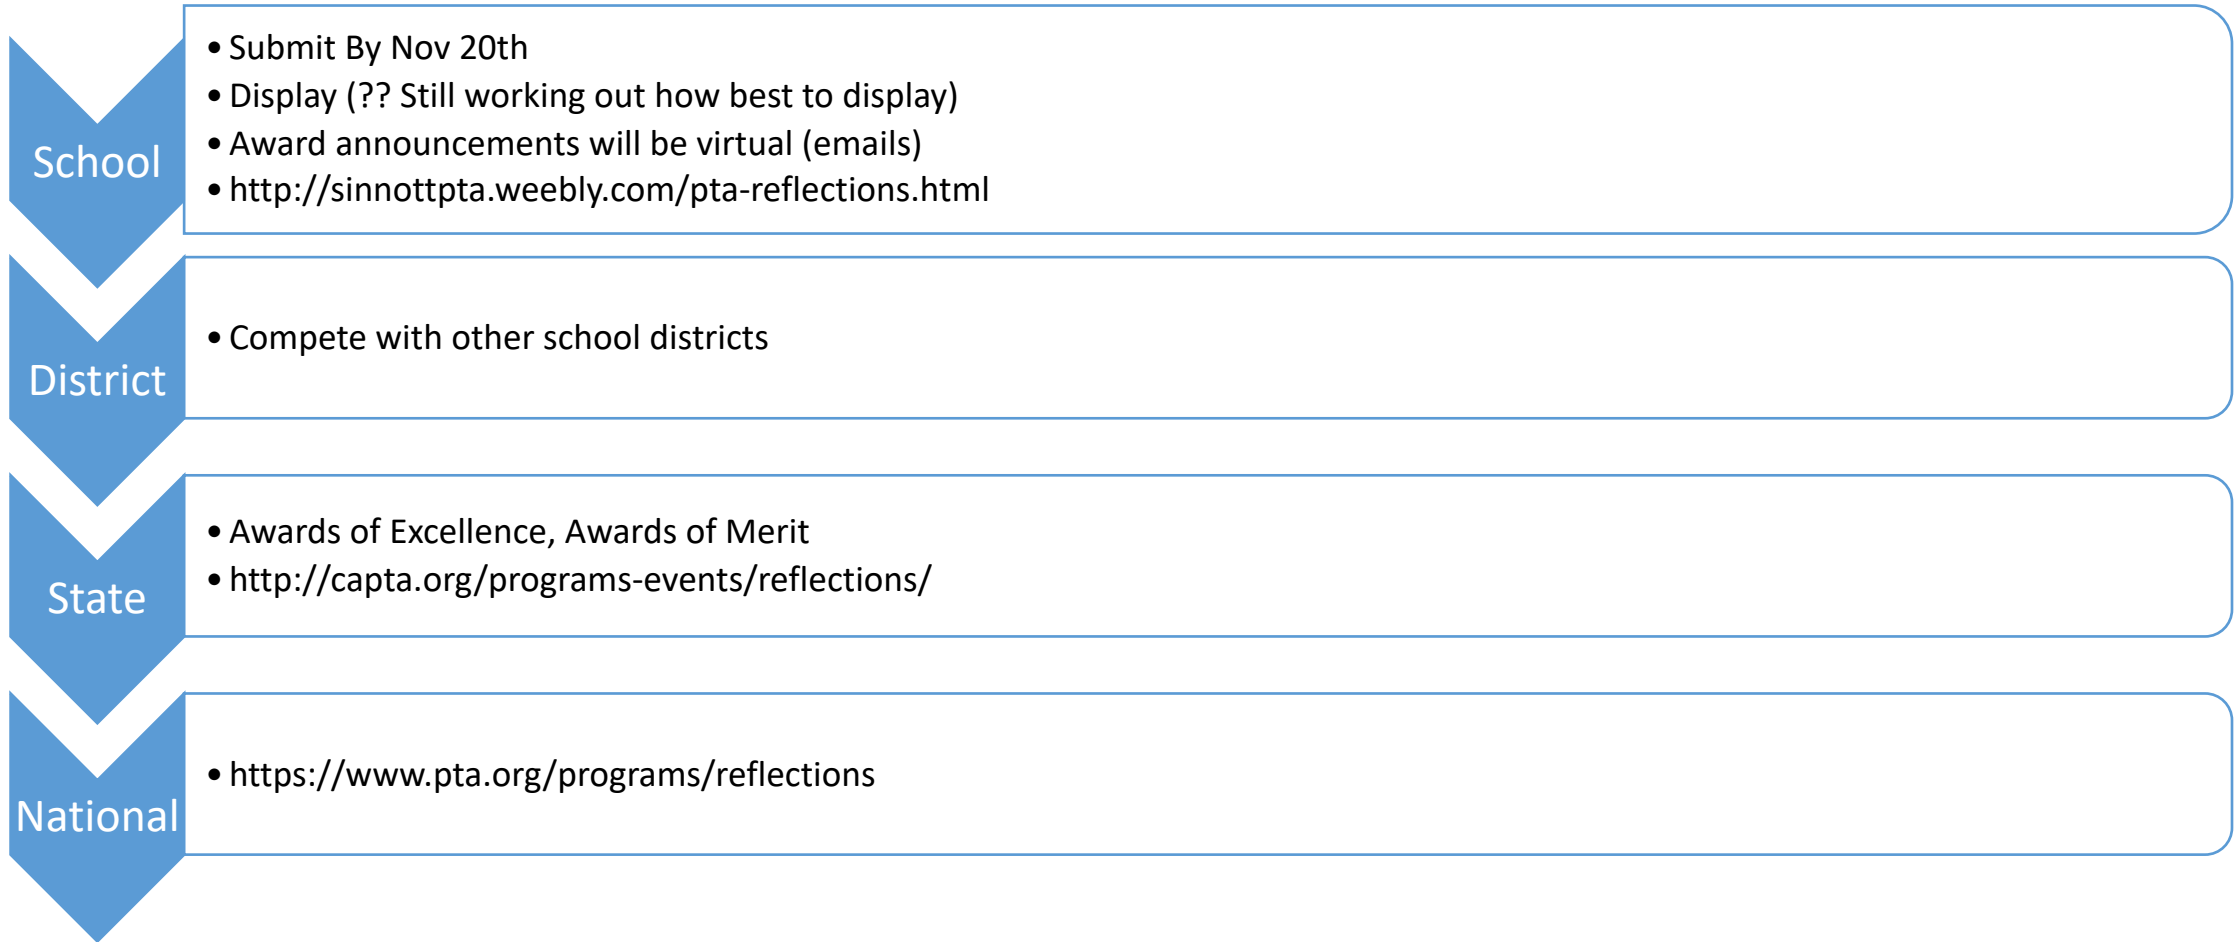 School
• Submit By Nov 20th
• Display (?? Still working out how best to display)
• Award announcements will be virtual (emails)
• http://sinnottpta.weebly.com/pta-reflections.html
District
• Compete with other school districts
State
• Awards of Excellence, Awards of Merit
• http://capta.org/programs-events/reflections/
National
• https://www.pta.org/programs/reflections